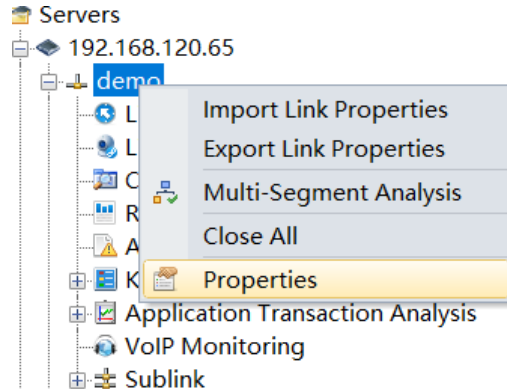 Servers
192.168.120.65
demo
L
Import Link Properties
L
Export Link Properties
C
Multi-Segment Analysis
R
Close All
A
K
Properties
Application Transaction Analysis
VoIP Monitoring
Sublink